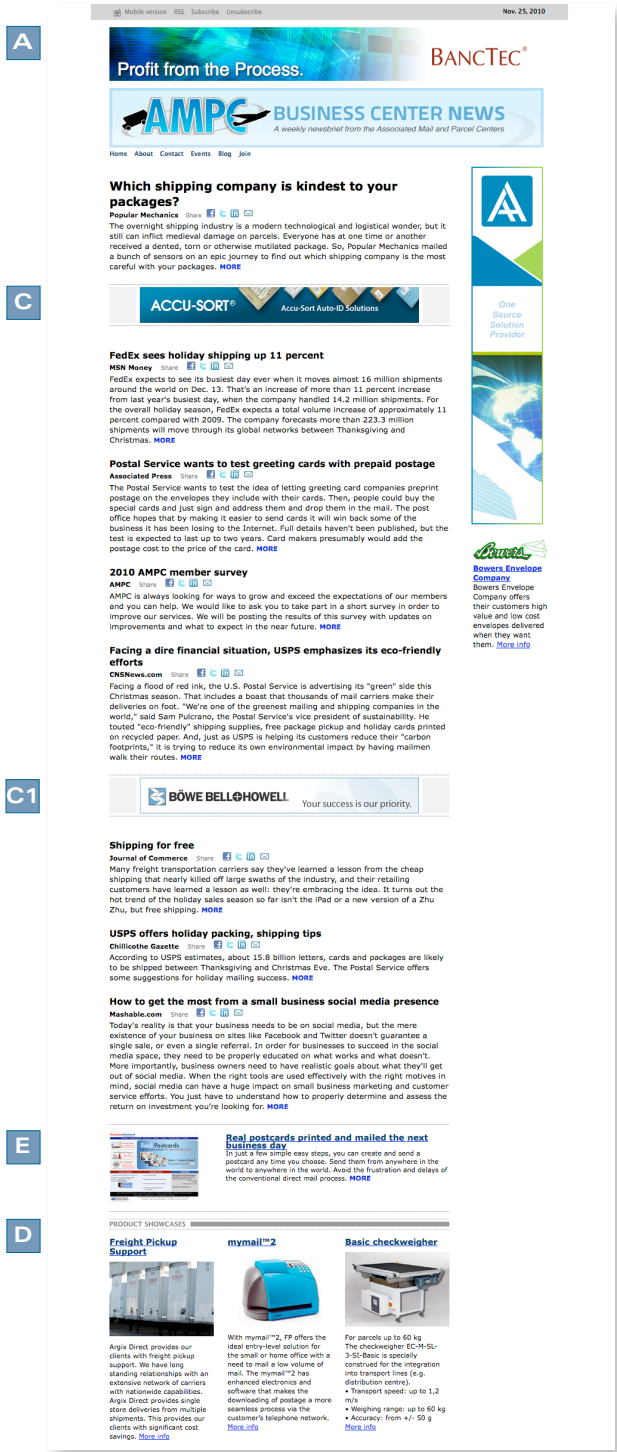 Mobile version RSS Subscribe Unsubscribe Nov. 25, 2010
A
Profit from the Process. BANCTEC®
AMPC BUSINESS CENTER NEWS
A weekly newsbrief from the Associated Mail and Parcel Centers
Home About Contact Events Blog Join
Which shipping company is kindest to your
packages?
Popular Mechanics Share
The overnight shipping industry is a modern technological and logistical wonder, but it
still can inflict medieval damage on parcels. Everyone has at one time or another
received a dented, torn or otherwise mutilated package. So, Popular Mechanics mailed
a bunch of sensors on an epic journey to find out which shipping company is the most
careful with your packages. MORE
C
ACCU-SORT® Accu-Sort Auto-ID Solutions
One
Source
Solution
Provider
FedEx sees holiday shipping up 11 percent
MSN Money Share
FedEx expects to see its busiest day ever when it moves almost 16 million shipments
around the world on Dec. 13. That's an increase of more than 11 percent increase
from last year's busiest day, when the company handled 14.2 million shipments. For
the overall holiday season, FedEx expects a total volume increase of approximately 11
percent compared with 2009. The company forecasts more than 223.3 million
shipments will move through its global networks between Thanksgiving and
Christmas. MORE
Postal Service wants to test greeting cards with prepaid postage
Associated Press Share
The Postal Service wants to test the idea of letting greeting card companies preprint
postage on the envelopes they include with their cards. Then, people could buy the
special cards and just sign and address them and drop them in the mail. The post
office hopes that by making it easier to send cards it will win back some of the
business it has been losing to the Internet. Full details haven't been published, but the
test is expected to last up to two years. Card makers presumably would add the
postage cost to the price of the card. MORE
Bowers
Bowers Envelope
Company
Bowers Envelope
Company offers
their customers high
value and low cost
envelopes delivered
when they want
them. More info
2010 AMPC member survey
AMPC Share
AMPC is always looking for ways to grow and exceed the expectations of our members
and you can help. We would like to ask you to take part in a short survey in order to
improve our services. We will be posting the results of this survey with updates on
improvements and what to expect in the near future. MORE
Facing a dire financial situation, USPS emphasizes its eco-friendly
efforts
CNSNews.com Share
Facing a flood of red ink, the U.S. Postal Service is advertising its "green" side this
Christmas season. That includes a boast that thousands of mail carriers make their
deliveries on foot. "We're one of the greenest mailing and shipping companies in the
world," said Sam Pulcrano, the Postal Service's vice president of sustainability. He
touted "eco-friendly" shipping supplies, free package pickup and holiday cards printed
on recycled paper. And, just as USPS is helping its customers reduce their "carbon
footprints," it is trying to reduce its own environmental impact by having mailmen
walk their routes. MORE
C1
BÖWE BELL+HOWELL Your success is our priority.
Shipping for free
Journal of Commerce Share
Many freight transportation carriers say they've learned a lesson from the cheap
shipping that nearly killed off large swaths of the industry, and their retailing
customers have learned a lesson as well: they're embracing the idea. It turns out the
hot trend of the holiday sales season so far isn't the iPad or a new version of a Zhu
Zhu, but free shipping. MORE
USPS offers holiday packing, shipping tips
Chillicothe Gazette Share
According to USPS estimates, about 15.8 billion letters, cards and packages are likely
to be shipped between Thanksgiving and Christmas Eve. The Postal Service offers
some suggestions for holiday mailing success. MORE
How to get the most from a small business social media presence
Mashable.com Share
Today's reality is that your business needs to be on social media, but the mere
existence of your business on sites like Facebook and Twitter doesn't guarantee a
single sale, or even a single referral. In order for businesses to succeed in the social
media space, they need to be properly educated on what works and what doesn't.
More importantly, business owners need to have realistic goals about what they'll get
out of social media. When the right tools are used effectively with the right motives in
mind, social media can have a huge impact on small business marketing and customer
service efforts. You just have to understand how to properly determine and assess the
return on investment you're looking for. MORE
E
Real Postcards
Real postcards printed and mailed the next
business day
In just a few simple easy steps, you can create and send a
postcard any time you choose. Send them from anywhere in the
world to anywhere in the world. Avoid the frustration and delays of
the conventional direct mail process. MORE
D
PRODUCT SHOWCASES
Freight Pickup
Support
Argix Direct provides our
clients with freight pickup
support. We have long
standing relationships with an
extensive network of carriers
with nationwide capabilities.
Argix Direct provides single
store deliveries from multiple
shipments. This provides our
clients with significant cost
savings. More info
mymail™2
With mymail™2, FP offers the
ideal entry-level solution for
the small or home office with a
need to mail a low volume of
mail. The mymail™2 has
enhanced electronics and
software that makes the
downloading of postage a more
seamless process via the
customer's telephone network.
More info
Basic checkweigher
For parcels up to 60 kg
The checkweigher EC-M-SL-
3-SI-Basic is specially
construed for the integration
into transport lines (e.g.
distribution centre).
• Transport speed: up to 1,2
m/s
• Weighing range: up to 60 kg
• Accuracy: from +/- 50 g
More info